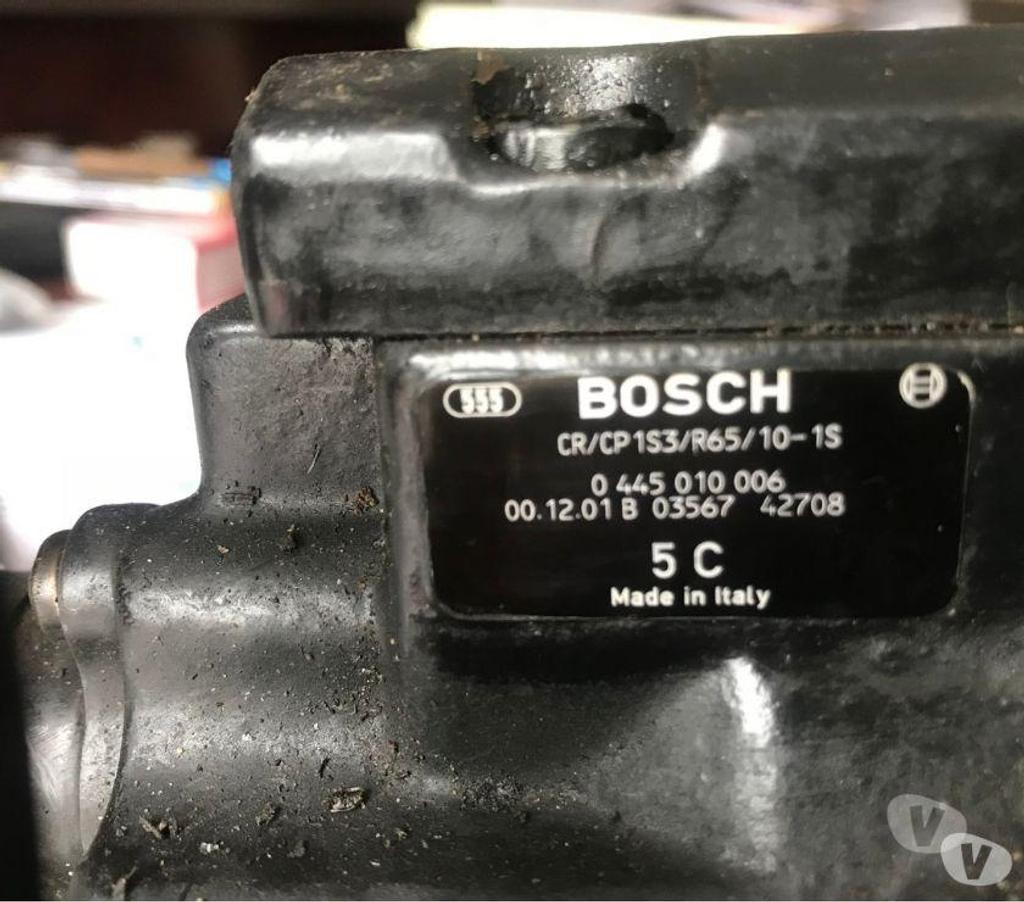 555 BOSCH
CR/CP1S3/R65/10-1S
0 445 010 006
00.12.01 B 03567 42708
5 C
Made in Italy
V
V